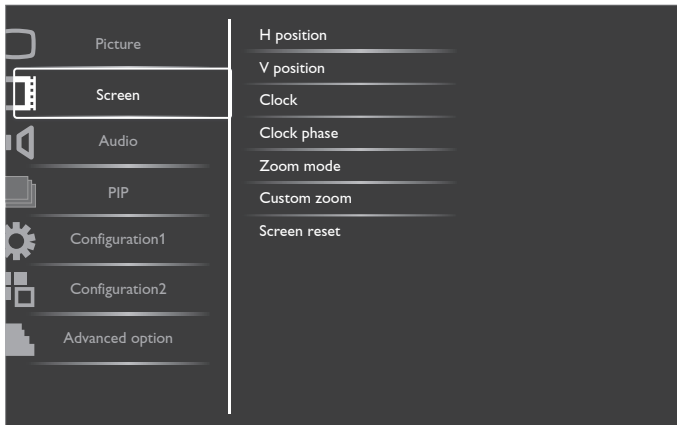 Picture
Screen
Audio
PIP
Configuration1
Configuration2
Advanced option
H position
V position
Clock
Clock phase
Zoom mode
Custom zoom
Screen reset